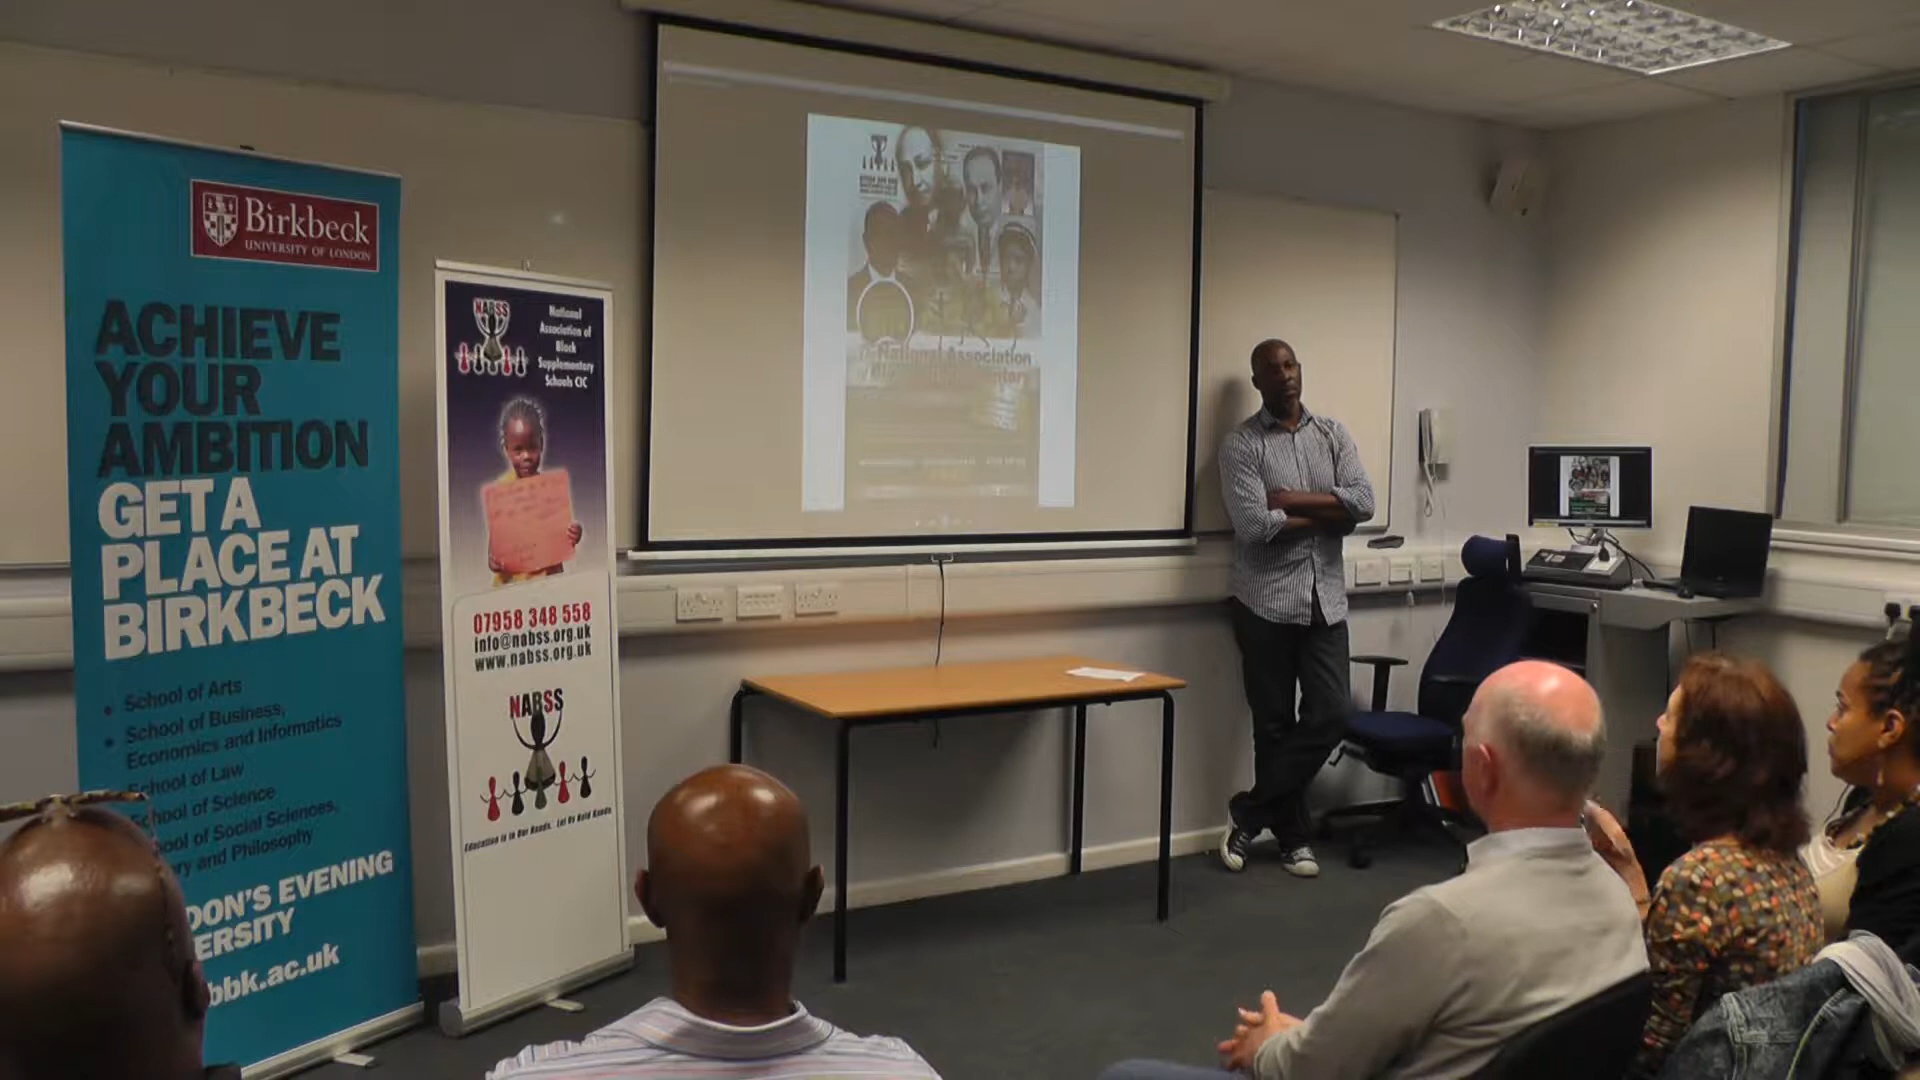 Birkbeck
UNIVERSITY OF LONDON
ACHIEVE
YOUR
AMBITION
GET A
PLACE AT
BIRKBECK
• School of Arts
• School of Business,
Economics and Informatics
School of Law
School of Science
School of Social Sciences,
ry and Philosophy
DON'S EVENING
ERSITY
bbk.ac.uk
NABSS
National
Association of
Black
Supplementary
Schools CIC
07958 348 558
info@nabss.org.uk
www.nabss.org.uk
NABSS
Education is in Our Hands. Let Us Hold Hands.
National Association